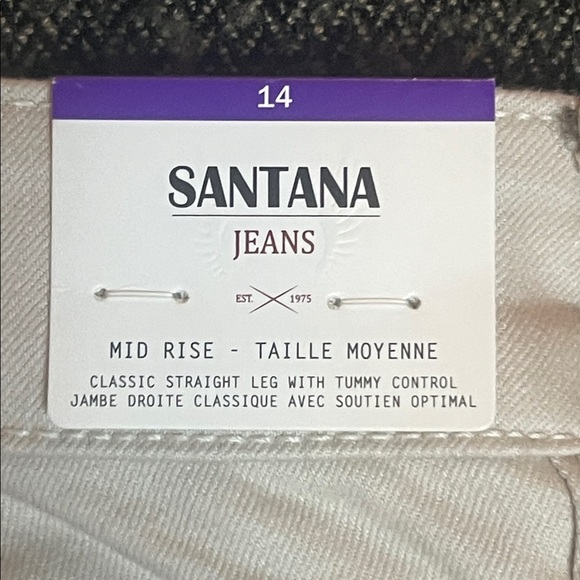 14
SANTANA
JEANS
EST. 1975
MID RISE - TAILLE MOYENNE
CLASSIC STRAIGHT LEG WITH TUMMY CONTROL
JAMBE DROITE CLASSIQUE AVEC SOUTIEN OPTIMAL